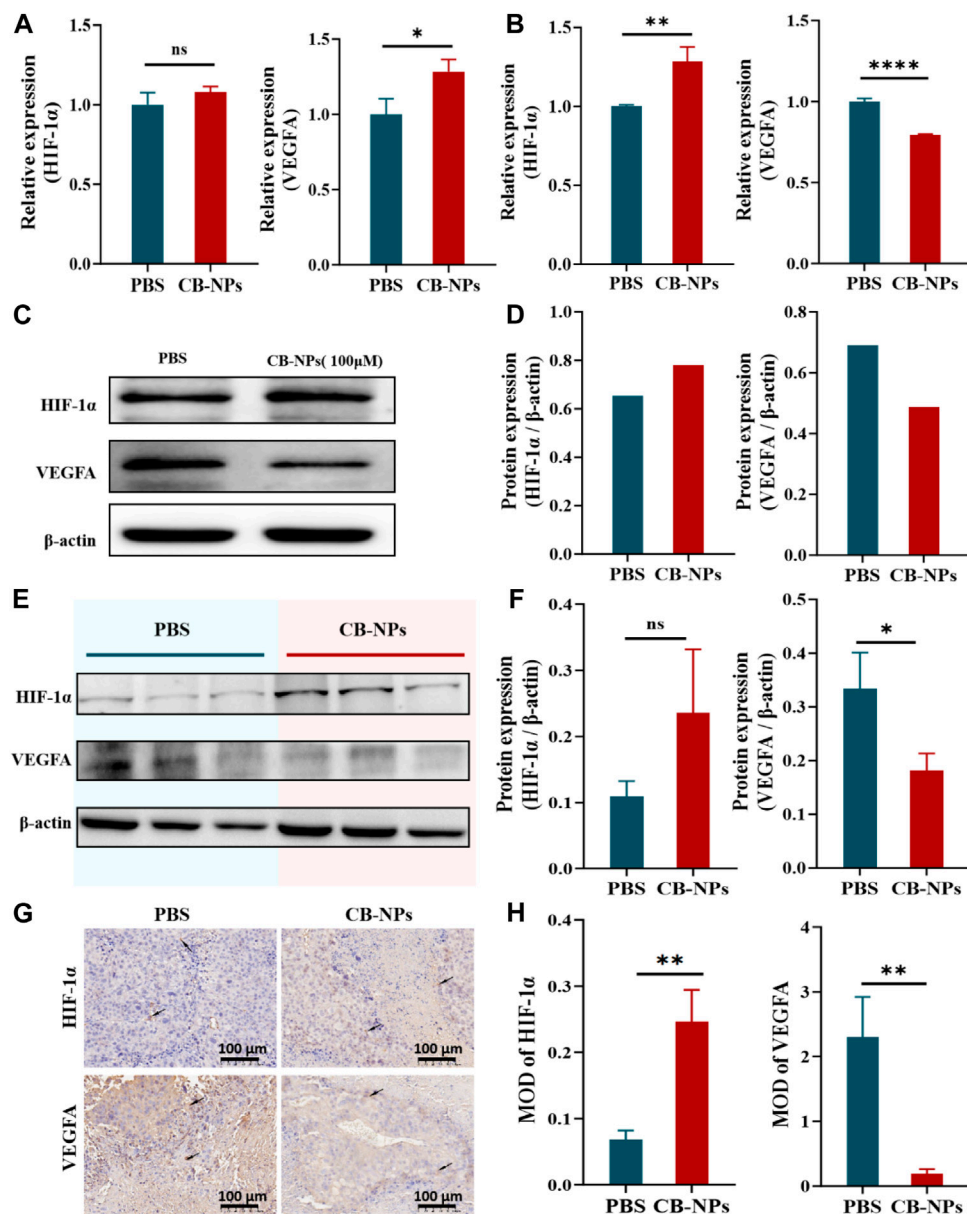 A
Relative expression
(HIF-1α)
1.5
1.0
0.5
0.0
ns
PBS
CB-NPs
Relative expression
(VEGFA)
1.5
1.0
0.5
0.0
*
PBS
CB-NPs
B
Relative expression
(HIF-1α)
1.5
1.0
0.5
0.0
**
PBS
CB-NPs
Relative expression
(VEGFA)
1.5
1.0
0.5
0.0
****
PBS
CB-NPs
C
PBS
CB-NPs( 100μM)
HIF-1α
VEGFA
β-actin
D
Protein expression
(HIF-1α / β-actin)
1.0
0.8
0.6
0.4
0.2
0.0
PBS
CB-NPs
Protein expression
(VEGFA / β-actin)
0.8
0.6
0.4
0.2
0.0
PBS
CB-NPs
E
PBS
CB-NPs
HIF-1α
VEGFA
β-actin
F
Protein expression
(HIF-1α / β-actin)
0.4
0.3
0.2
0.1
0.0
ns
PBS
CB-NPs
Protein expression
(VEGFA / β-actin)
0.5
0.4
0.3
0.2
0.1
0.0
*
PBS
CB-NPs
G
PBS
CB-NPs
HIF-1α
100 μm
100 μm
VEGFA
100 μm
100 μm
H
MOD of HIF-1α
0.4
0.3
0.2
0.1
0.0
**
PBS
CB-NPs
MOD of VEGFA
4
3
2
1
0
**
PBS
CB-NPs